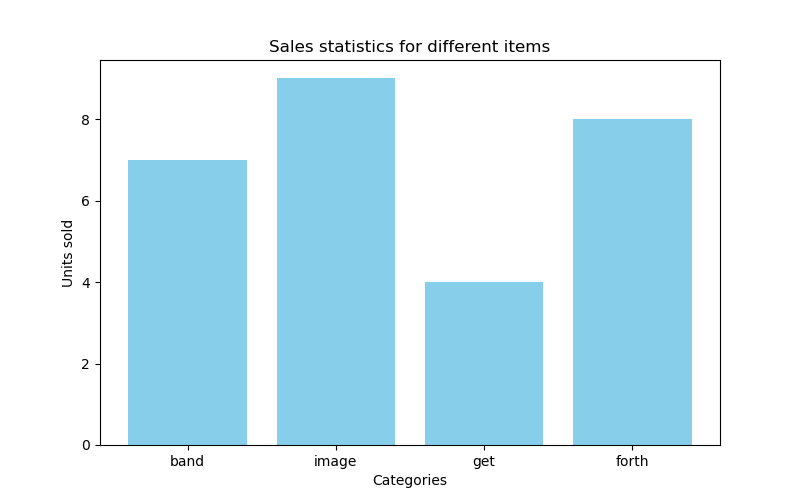 Sales statistics for different items
8
6
4
2
0
Units sold
band image get forth
Categories